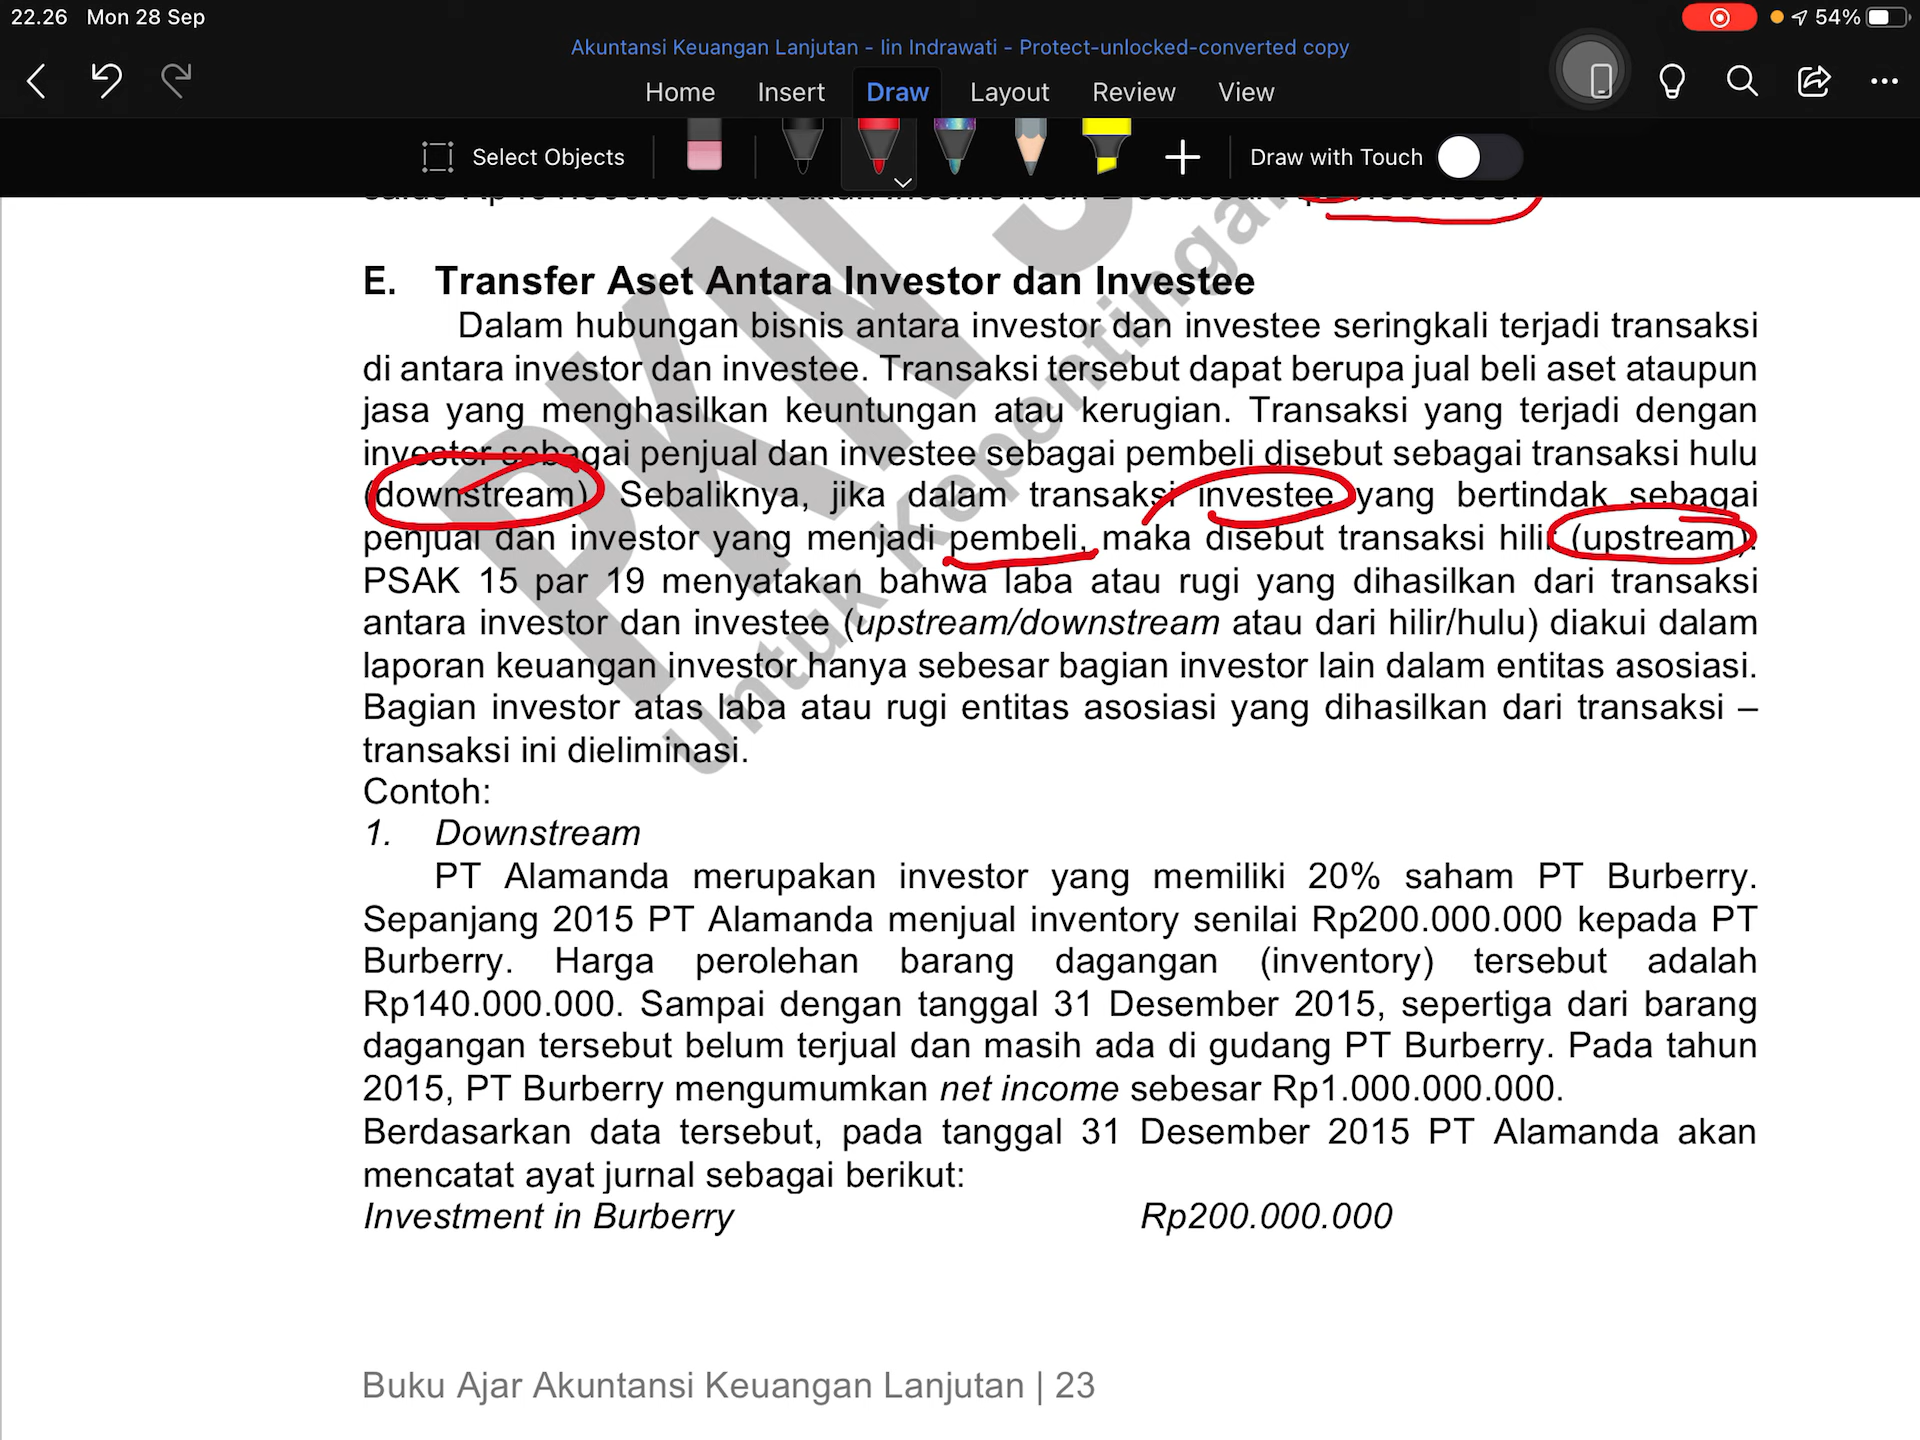 22.26 Mon 28 Sep
54%
Akuntansi Keuangan Lanjutan - Iin Indrawati - Protect-unlocked-converted copy
Home Insert Draw Layout Review View
Select Objects
Draw with Touch
E. Transfer Aset Antara Investor dan Investee
Dalam hubungan bisnis antara investor dan investee seringkali terjadi transaksi
di antara investor dan investee. Transaksi tersebut dapat berupa jual beli aset ataupun
jasa yang menghasilkan keuntungan atau kerugian. Transaksi yang terjadi dengan
investor sebagai penjual dan investee sebagai pembeli disebut sebagai transaksi hulu
(downstream) Sebaliknya, jika dalam transaksi investee yang bertindak sebagai
penjual dan investor yang menjadi pembeli, maka disebut transaksi hilir (upstream).
PSAK 15 par 19 menyatakan bahwa laba atau rugi yang dihasilkan dari transaksi
antara investor dan investee (upstream/downstream atau dari hilir/hulu) diakui dalam
laporan keuangan investor hanya sebesar bagian investor lain dalam entitas asosiasi.
Bagian investor atas laba atau rugi entitas asosiasi yang dihasilkan dari transaksi –
transaksi ini dieliminasi.
Contoh:
1. Downstream
PT Alamanda merupakan investor yang memiliki 20% saham PT Burberry.
Sepanjang 2015 PT Alamanda menjual inventory senilai Rp200.000.000 kepada PT
Burberry. Harga perolehan barang dagangan (inventory) tersebut adalah
Rp140.000.000. Sampai dengan tanggal 31 Desember 2015, sepertiga dari barang
dagangan tersebut belum terjual dan masih ada di gudang PT Burberry. Pada tahun
2015, PT Burberry mengumumkan net income sebesar Rp1.000.000.000.
Berdasarkan data tersebut, pada tanggal 31 Desember 2015 PT Alamanda akan
mencatat ayat jurnal sebagai berikut:
Investment in Burberry Rp200.000.000
Buku Ajar Akuntansi Keuangan Lanjutan | 23
PKN
Untuk Kepentingan